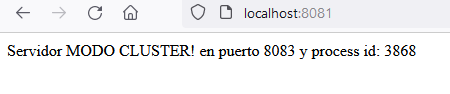 localhost:8081
Servidor MODO CLUSTER! en puerto 8083 y process id: 3868